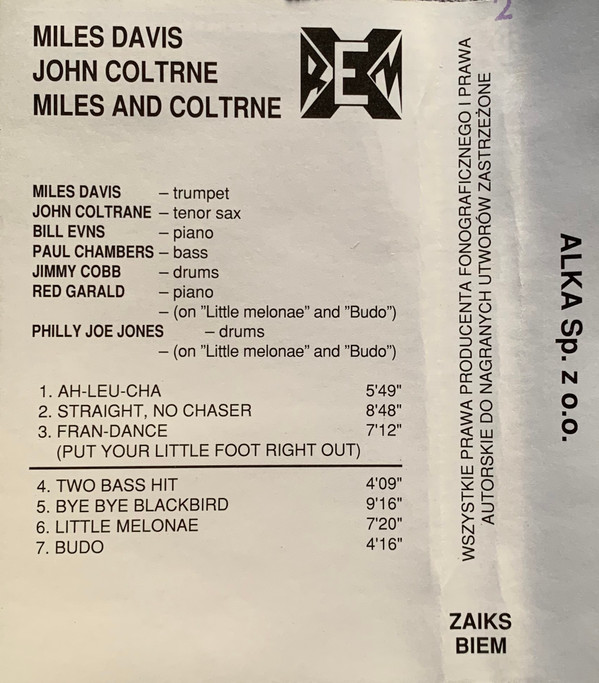 MILES DAVIS
JOHN COLTRNE
MILES AND COLTRNE
REM
MILES DAVIS – trumpet
JOHN COLTRANE – tenor sax
BILL EVNS – piano
PAUL CHAMBERS – bass
JIMMY COBB – drums
RED GARALD – piano
– (on "Little melonae" and "Budo")
PHILLY JOE JONES – drums
– (on "Little melonae" and "Budo")
1. AH-LEU-CHA 5'49"
2. STRAIGHT, NO CHASER 8'48"
3. FRAN-DANCE 7'12"
(PUT YOUR LITTLE FOOT RIGHT OUT)
4. TWO BASS HIT 4'09"
5. BYE BYE BLACKBIRD 9'16"
6. LITTLE MELONAE 7'20"
7. BUDO 4'16"
WSZYSTKIE PRAWA PRODUCENTA FONOGRAFICZNEGO I PRAWA
AUTORSKIE DO NAGRANYCH UTWORÓW ZASTRZEŻONE
ZAIKS
BIEM
ALKA Sp. z o.o.
2